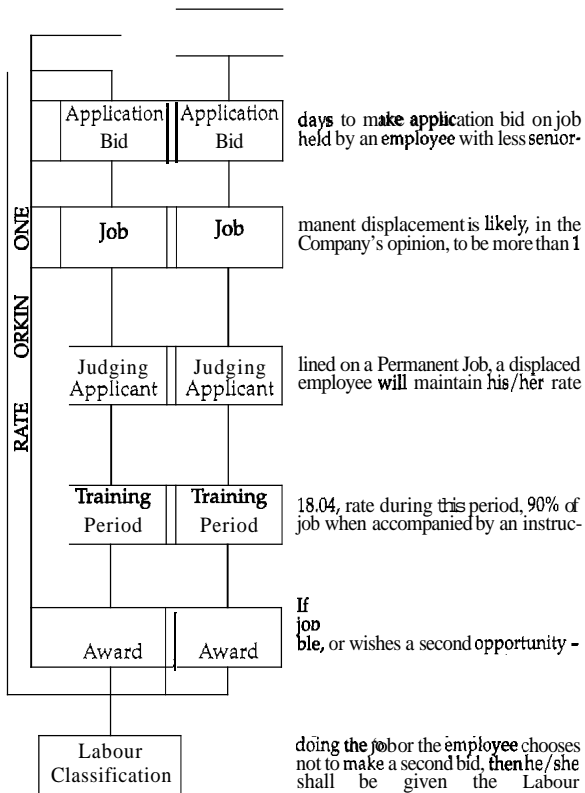 Application Application
Bid Bid
days to make application bid on job
held by an employee with less senior-
ONE
ORKIN
RATE
Job Job
manent displacement is likely, in the
Company's opinion, to be more than 1
Judging Judging
Applicant Applicant
lined on a Permanent Job, a displaced
employee will maintain his/her rate
Training Training
Period Period
18.04, rate during this period, 90% of
job when accompanied by an instruc-
Award Award
If
job
ble, or wishes a second opportunity -
Labour
Classification
doing the job or the employee chooses
not to make a second bid, then he/she
shall be given the Labour